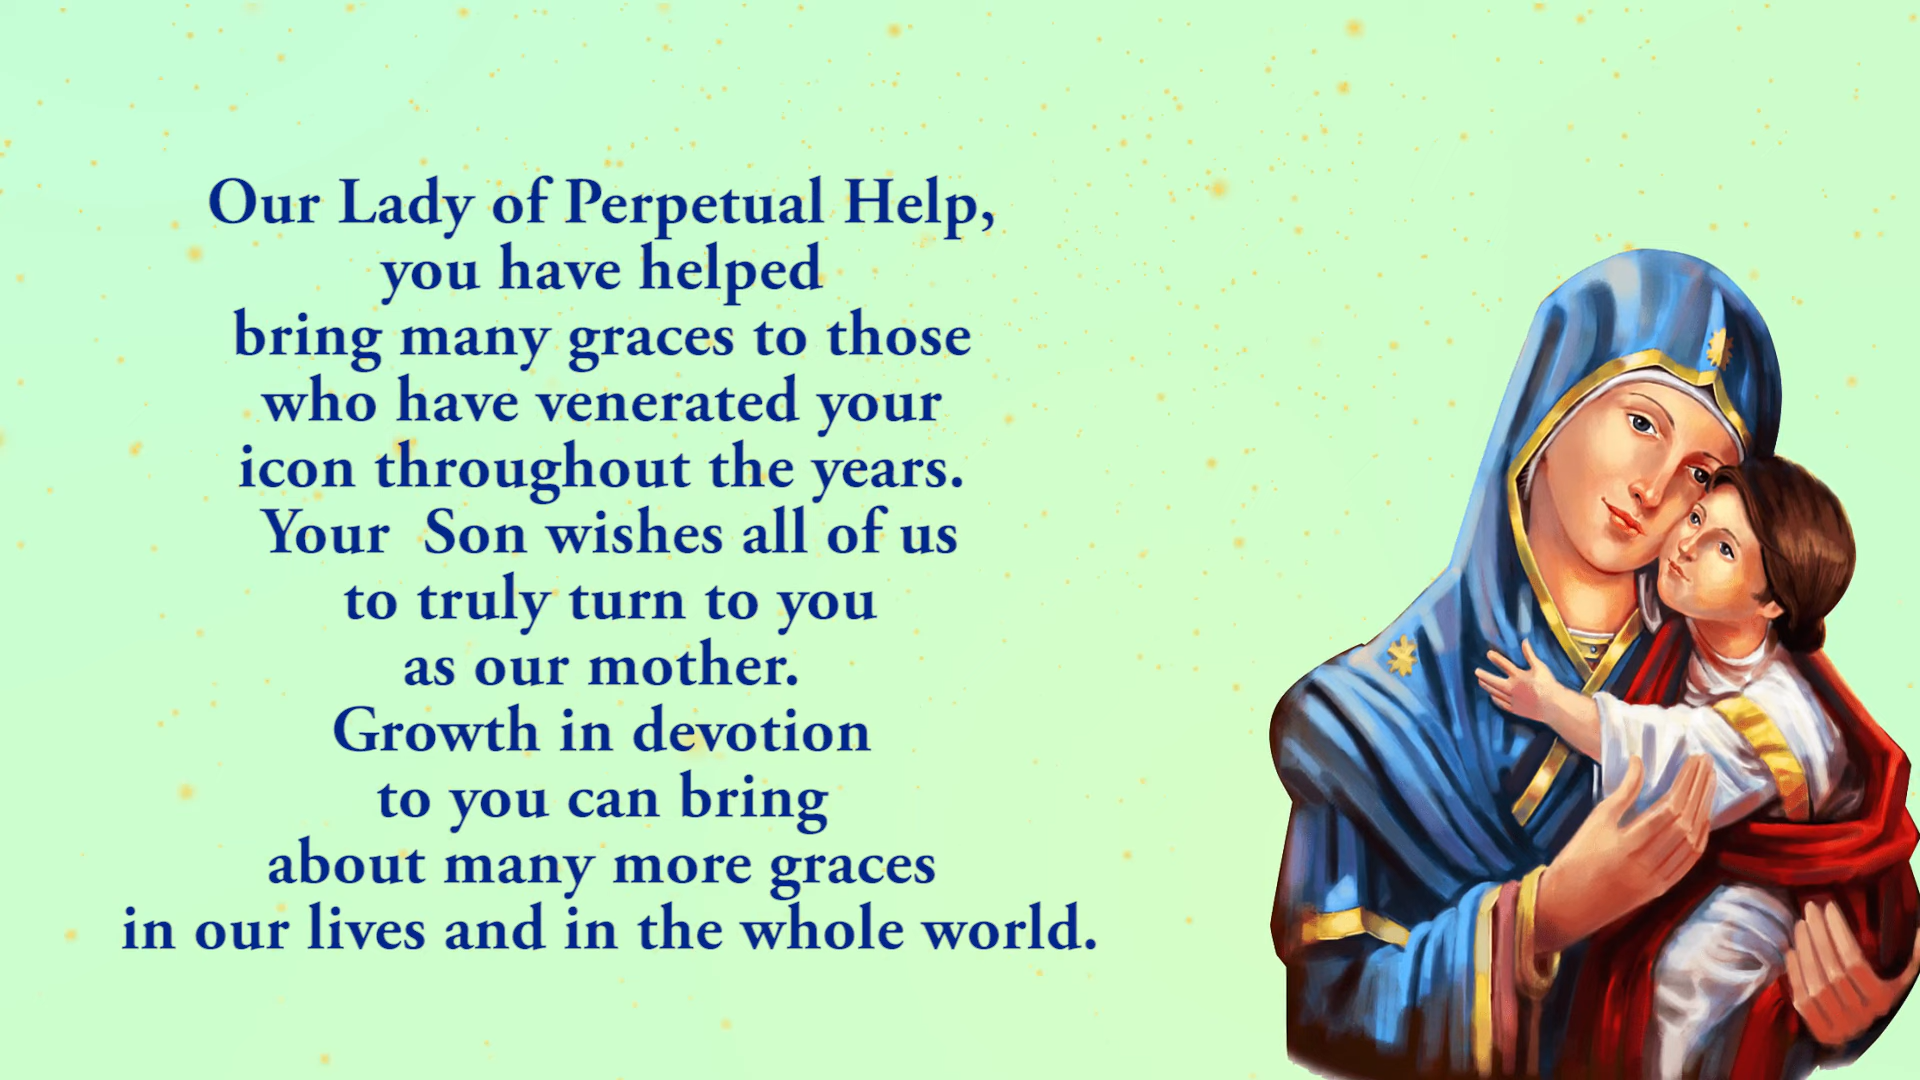 Our Lady of Perpetual Help,
you have helped
bring many graces to those
who have venerated your
icon throughout the years.
Your  Son wishes all of us
to truly turn to you
as our mother.
Growth in devotion
to you can bring
about many more graces
in our lives and in the whole world.